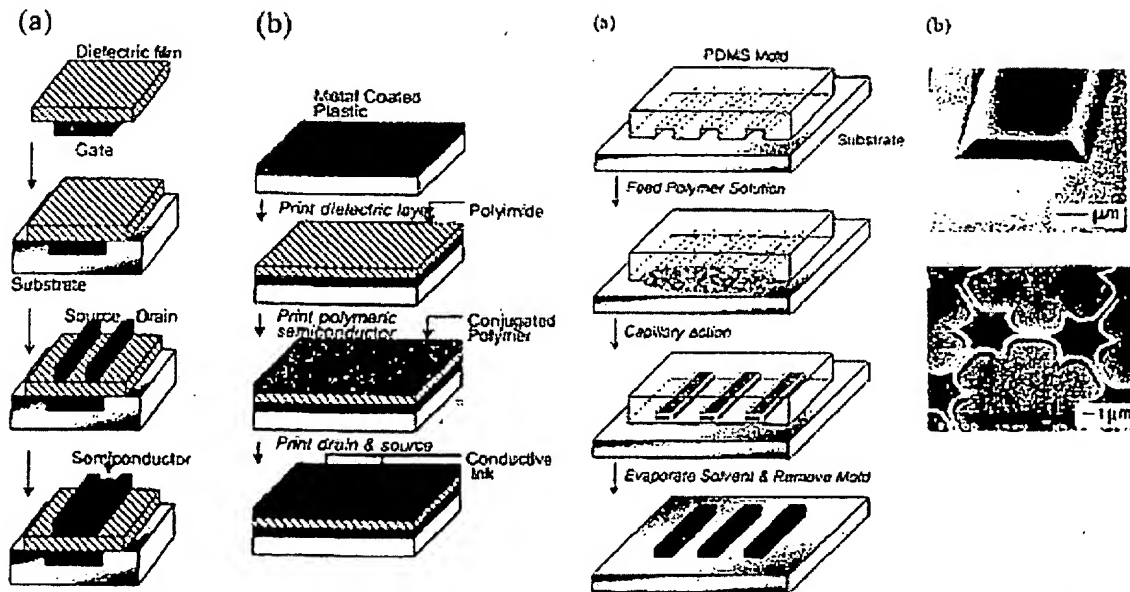 (a)
Dielectric film
Gate
Substrate
Source Drain
Semiconductor
(b)
Metal Coated
Plastic
Print dielectric layer
Polyimide
Print polymeric
semiconductor
Conjugated
Polymer
Print drain & source
Conductive
Ink
(a)
PDMS Mold
Substrate
Feed Polymer Solution
Capillary action
Evaporate Solvent & Remove Mold
(b)
μm
1μm